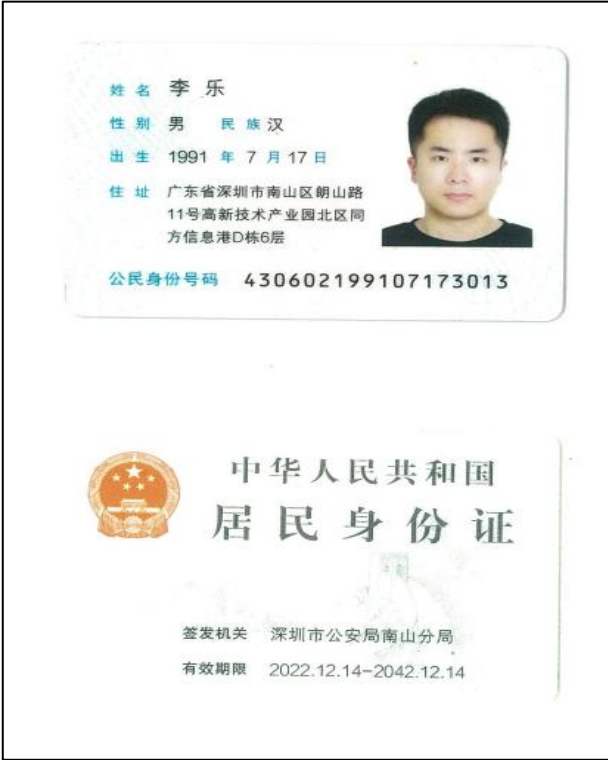 姓名 李乐
性别 男 民族 汉
出生 1991 年 7 月 17 日
住址 广东省深圳市南山区朗山路
11号高新技术产业园北区同
方信息港D栋6层
公民身份号码 430602199107173013
中华人民共和国
居民身份证
签发机关 深圳市公安局南山分局
有效期限 2022.12.14-2042.12.14